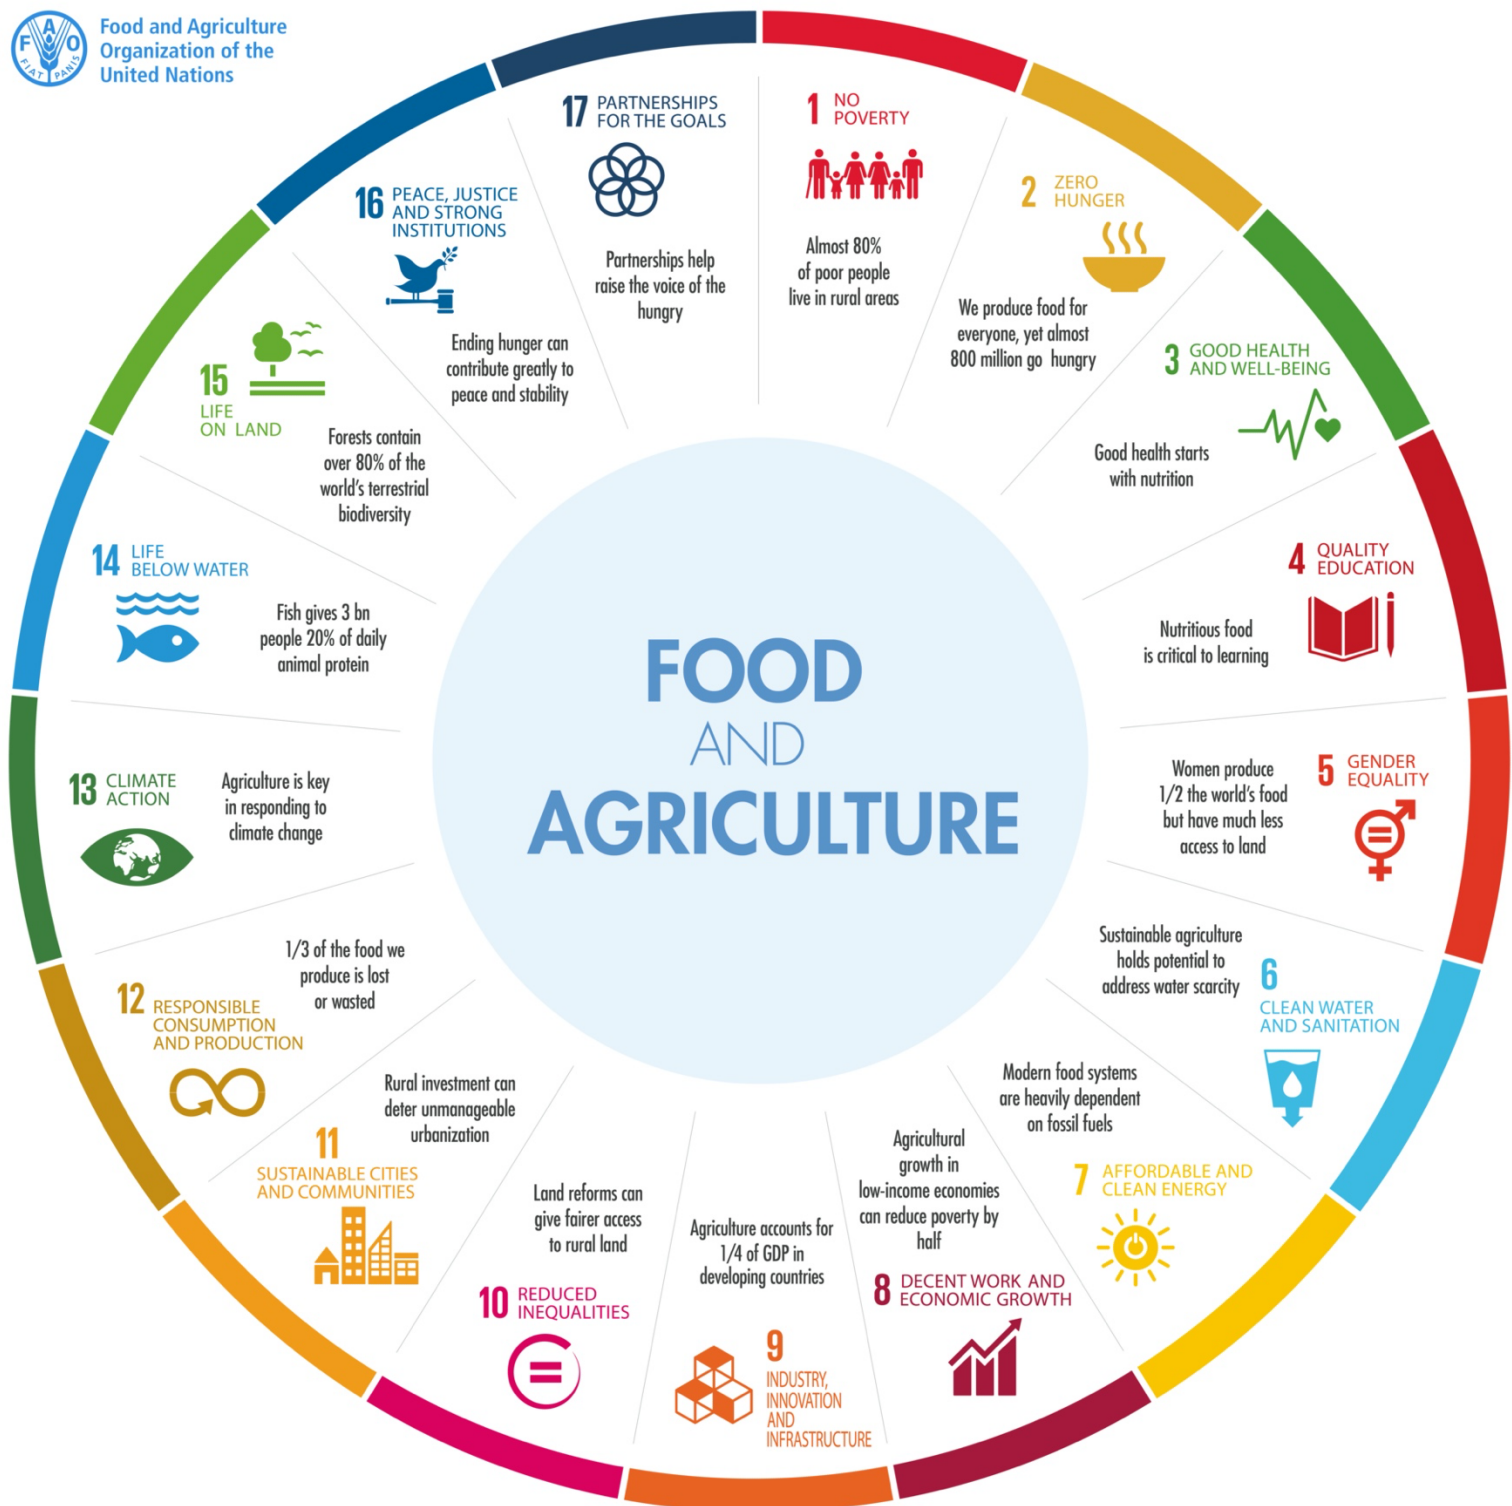 Food and Agriculture
Organization of the
United Nations
F A O
FIAT PANIS
FOOD
AND
AGRICULTURE
1 NO
POVERTY
Almost 80%
of poor people
live in rural areas
2 ZERO
HUNGER
We produce food for
everyone, yet almost
800 million go hungry
3 GOOD HEALTH
AND WELL-BEING
Good health starts
with nutrition
4 QUALITY
EDUCATION
Nutritious food
is critical to learning
5 GENDER
EQUALITY
Women produce
1/2 the world's food
but have much less
access to land
6
CLEAN WATER
AND SANITATION
Sustainable agriculture
holds potential to
address water scarcity
7 AFFORDABLE AND
CLEAN ENERGY
Modern food systems
are heavily dependent
on fossil fuels
8 DECENT WORK AND
ECONOMIC GROWTH
Agricultural
growth in
low-income economies
can reduce poverty by
half
9
INDUSTRY,
INNOVATION
AND
INFRASTRUCTURE
Agriculture accounts for
1/4 of GDP in
developing countries
10 REDUCED
INEQUALITIES
Land reforms can
give fairer access
to rural land
11
SUSTAINABLE CITIES
AND COMMUNITIES
Rural investment can
deter unmanageable
urbanization
12 RESPONSIBLE
CONSUMPTION
AND PRODUCTION
1/3 of the food we
produce is lost
or wasted
13 CLIMATE
ACTION
Agriculture is key
in responding to
climate change
14 LIFE
BELOW WATER
Fish gives 3 bn
people 20% of daily
animal protein
15
LIFE
ON LAND
Forests contain
over 80% of the
world's terrestrial
biodiversity
16 PEACE, JUSTICE
AND STRONG
INSTITUTIONS
Ending hunger can
contribute greatly to
peace and stability
17 PARTNERSHIPS
FOR THE GOALS
Partnerships help
raise the voice of the
hungry